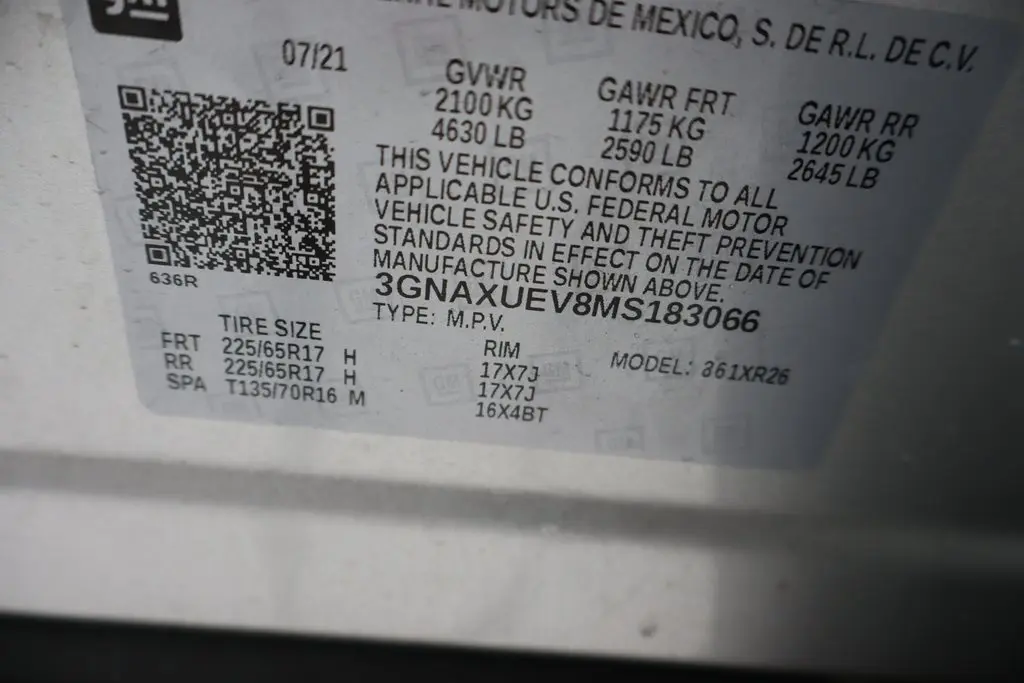 gm
MOTORS DE MEXICO, S. DE R.L. DE C.V.
07/21
GVWR
2100 KG
4630 LB
GAWR FRT
1175 KG
2590 LB
GAWR RR
1200 KG
2645 LB
THIS VEHICLE CONFORMS TO ALL
APPLICABLE U.S. FEDERAL MOTOR
VEHICLE SAFETY AND THEFT PREVENTION
STANDARDS IN EFFECT ON THE DATE OF
MANUFACTURE SHOWN ABOVE.
3GNAXUEV8MS183066
TYPE: M.P.V.
636R
TIRE SIZE
RIM
MODEL: 361XR26
FRT 225/65R17 H 17X7J
RR 225/65R17 H 17X7J
SPA T135/70R16 M 16X4BT